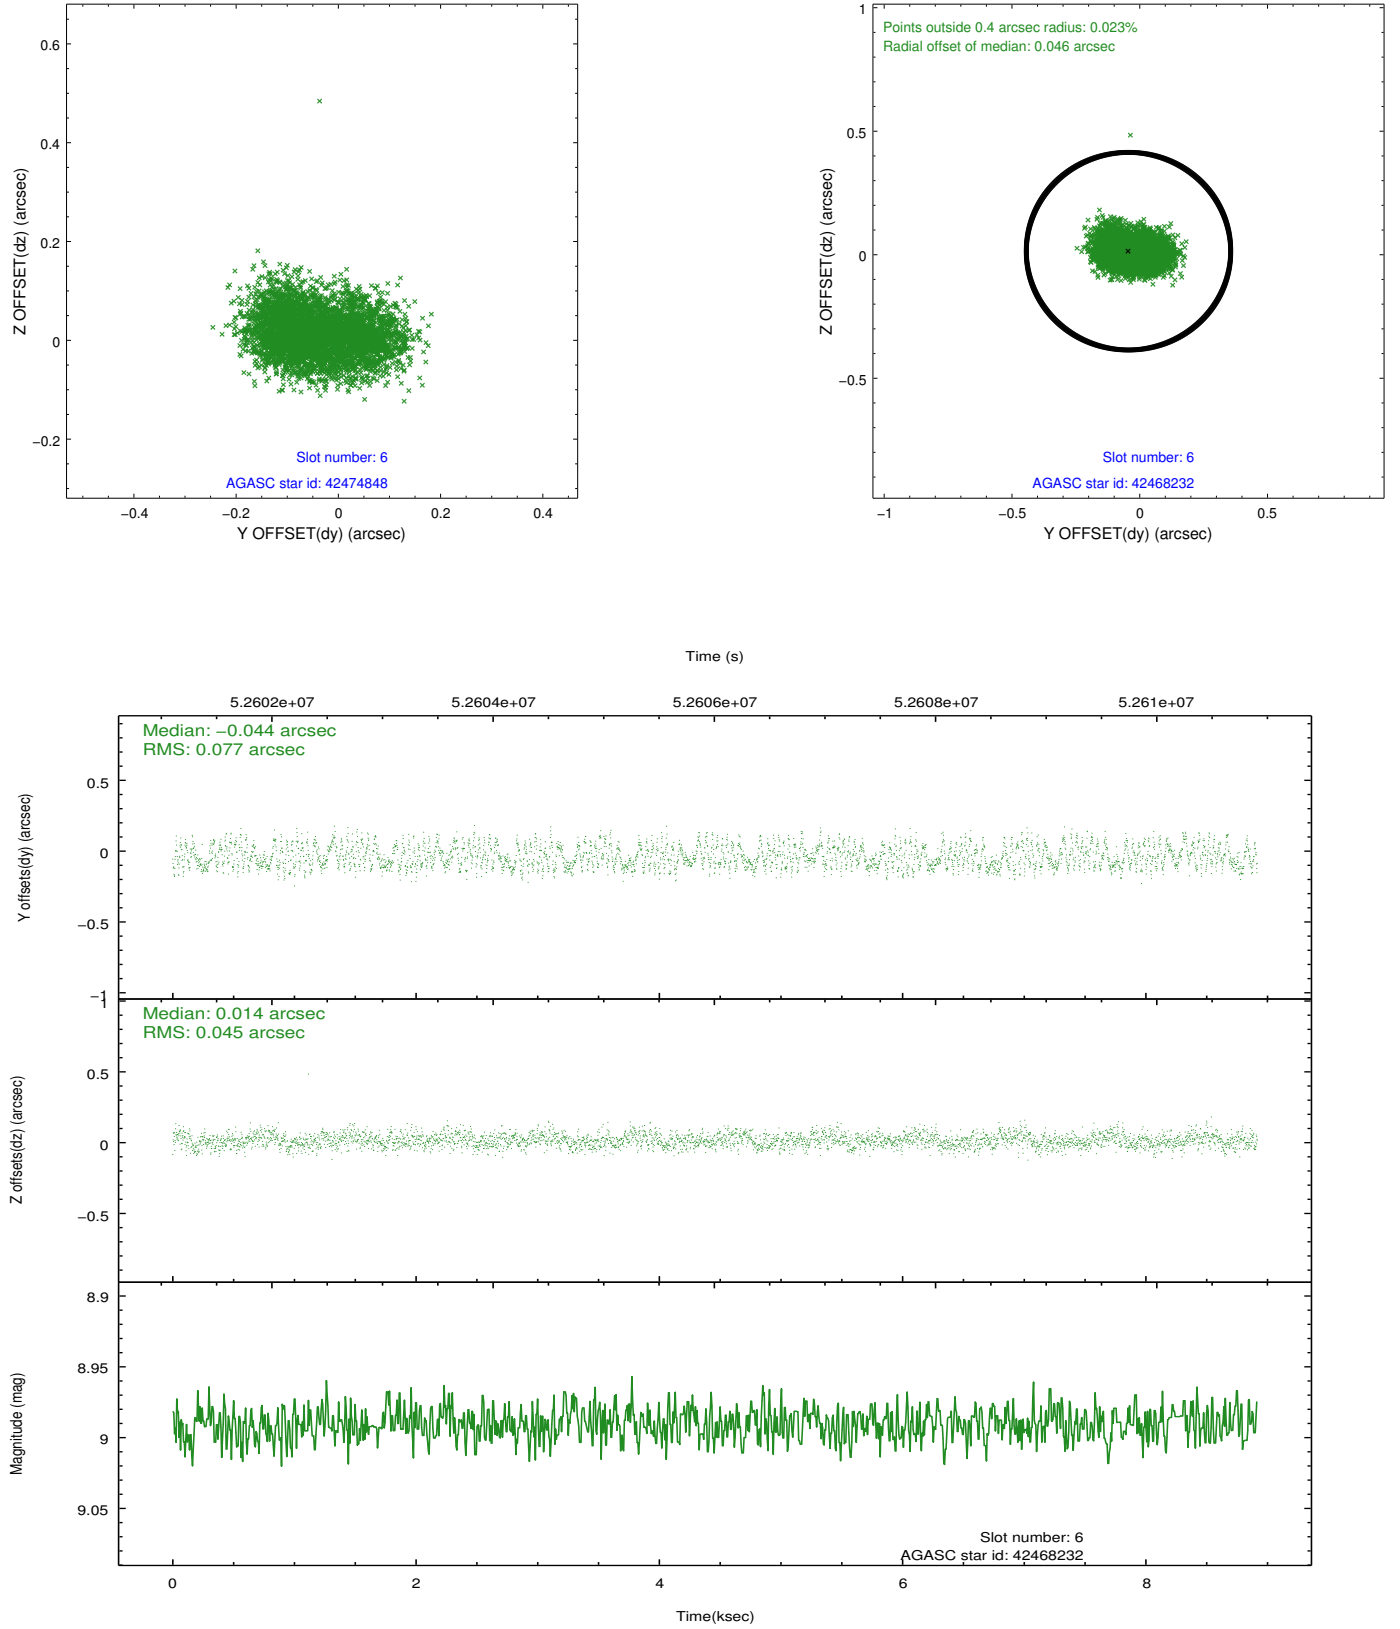 0.6
0.4
0.2
0
−0.2
−0.4
−0.2
0
0.2
0.4
Z OFFSET(dz) (arcsec)
Y OFFSET(dy) (arcsec)
Slot number: 6
AGASC star id: 42474848
Points outside 0.4 arcsec radius: 0.023%
Radial offset of median: 0.046 arcsec
1
0.5
0
−0.5
−1
−0.5
0
0.5
Z OFFSET(dz) (arcsec)
Y OFFSET(dy) (arcsec)
Slot number: 6
AGASC star id: 42468232
Time (s)
5.2602e+07 5.2604e+07 5.2606e+07 5.2608e+07 5.261e+07
Median: −0.044 arcsec
RMS: 0.077 arcsec
0.5
0
−0.5
−1
Y offsets(dy) (arcsec)
Median: 0.014 arcsec
RMS: 0.045 arcsec
1
0.5
0
−0.5
Z offsets(dz) (arcsec)
8.9
8.95
9
9.05
Magnitude (mag)
Slot number: 6
AGASC star id: 42468232
0 2 4 6 8
Time(ksec)